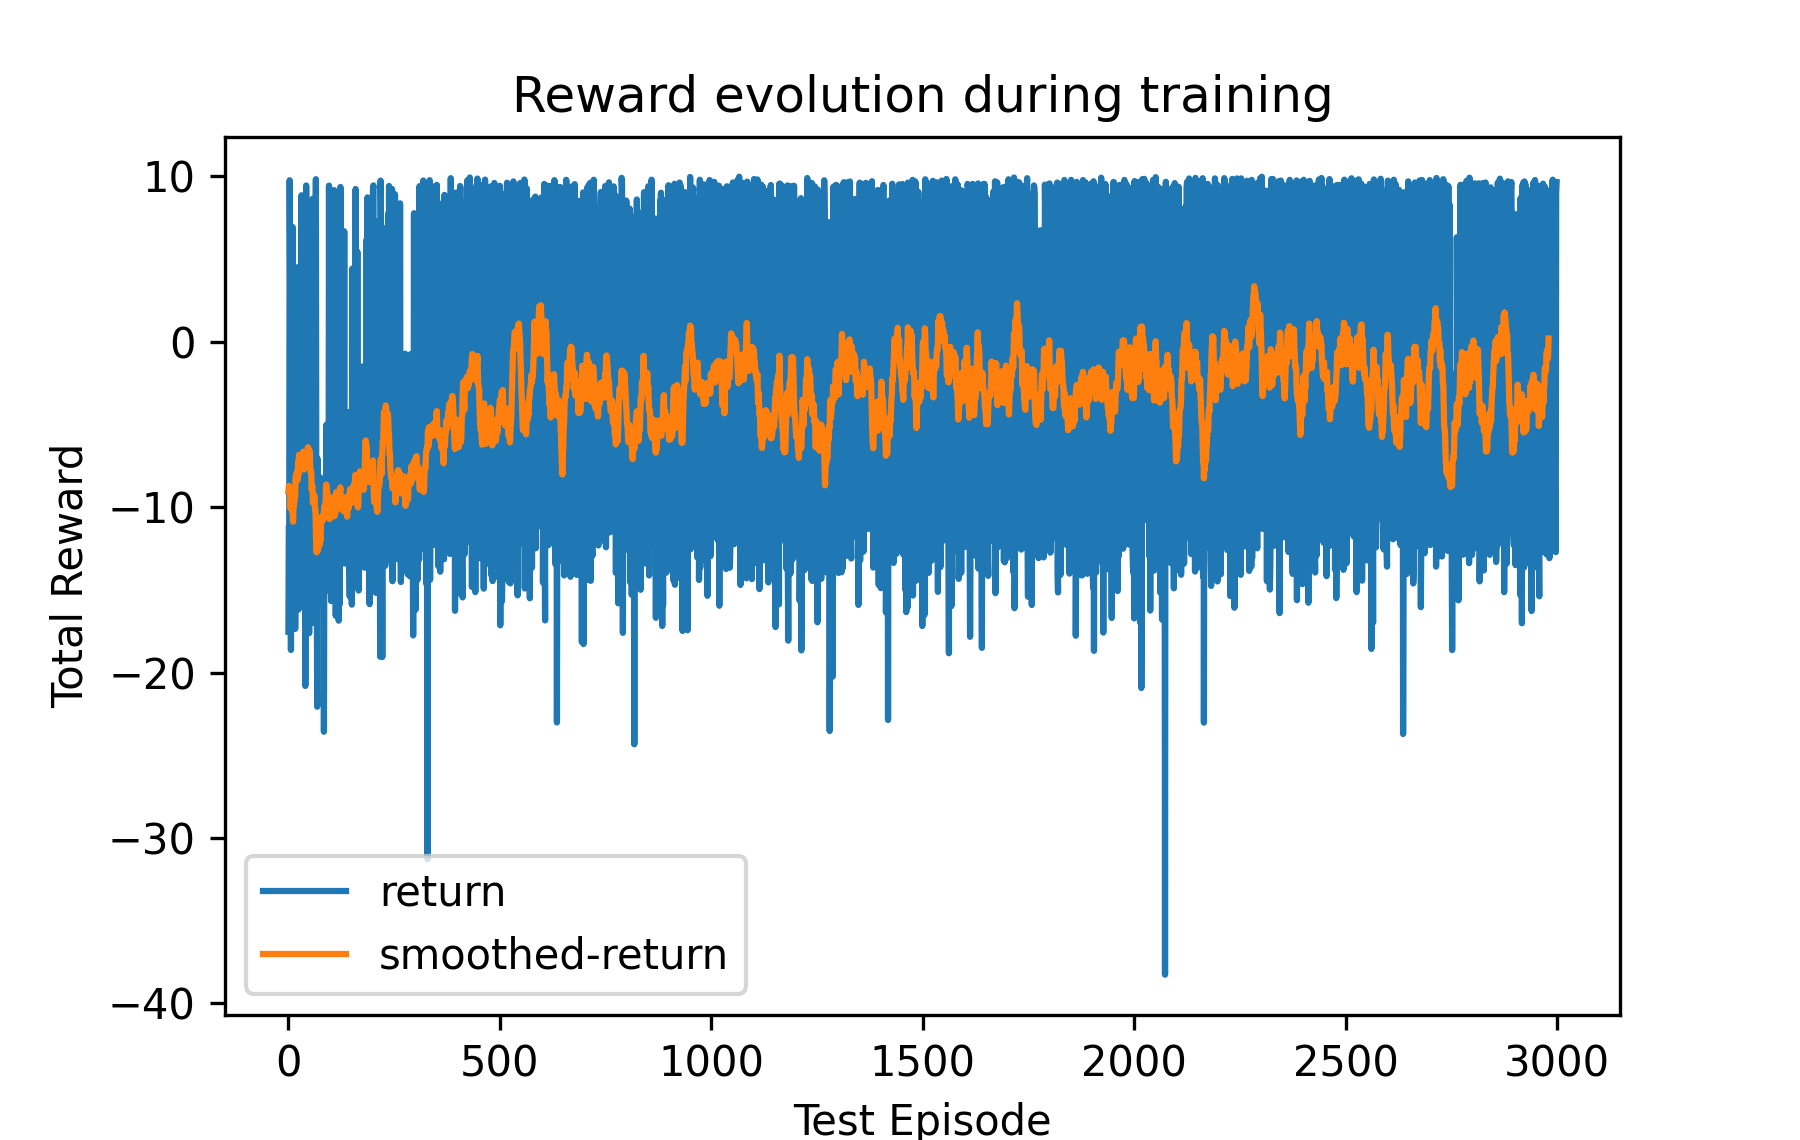 Reward evolution during training
Total Reward
10
0
−10
−20
−30
−40
return
smoothed-return
0 500 1000 1500 2000 2500 3000
Test Episode